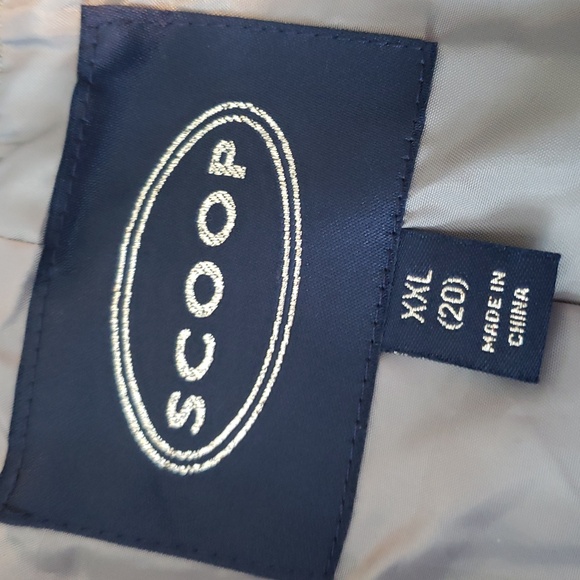 SCOOP
XXL
(20)
MADE IN
CHINA